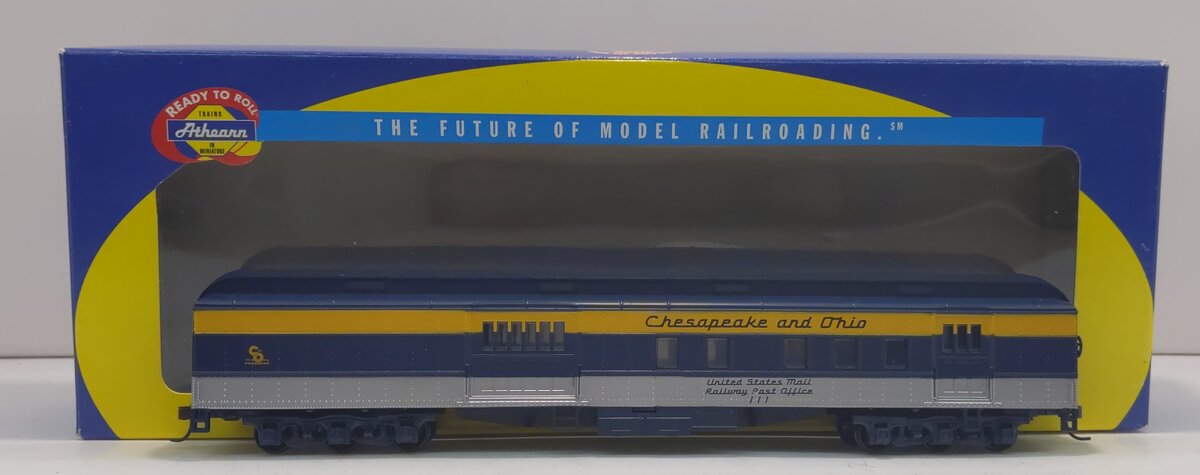 READY TO ROLL
TRAINS
Athearn
IN
MINIATURE
THE FUTURE OF MODEL RAILROADING.℠
Chesapeake and Ohio
United States Mail
Railway Post Office
111